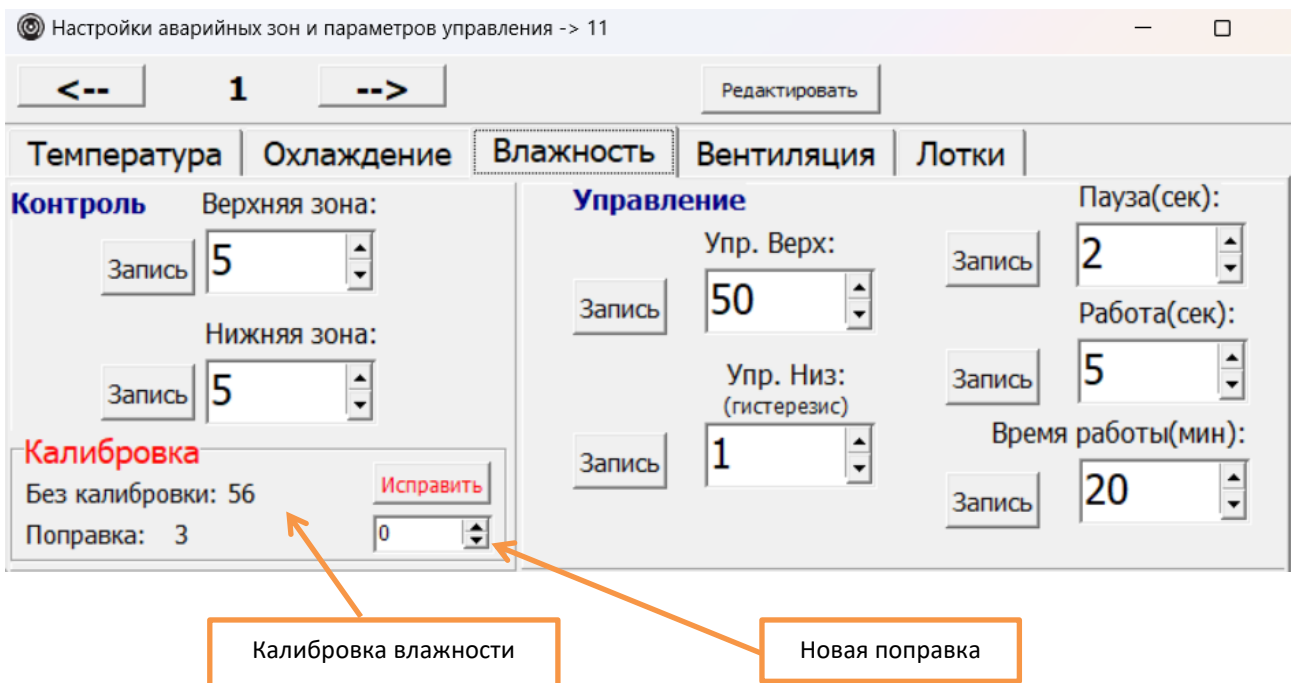 Настройки аварийных зон и параметров управления -> 11
<-- 1 --> Редактировать
Температура Охлаждение Влажность Вентиляция Лотки
Контроль
Верхняя зона:
Запись 5
Нижняя зона:
Запись 5
Калибровка
Без калибровки: 56
Исправить
Поправка: 3
0
Управление
Упр. Верх:
Запись 50
Упр. Низ:
(гистерезис)
Запись 1
Пауза(сек):
Запись 2
Работа(сек):
Запись 5
Время работы(мин):
Запись 20
Калибровка влажности
Новая поправка